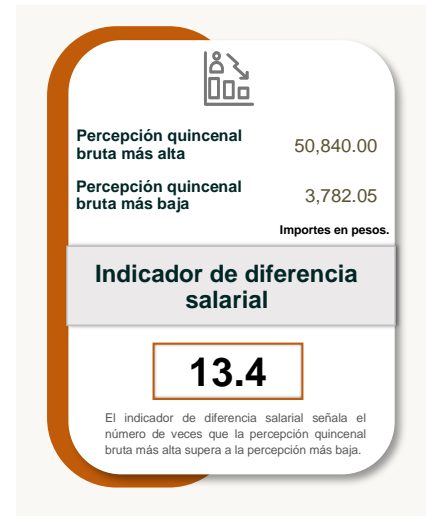 Percepción quincenal
bruta más alta
50,840.00
Percepción quincenal
bruta más baja
3,782.05
Importes en pesos.
Indicador de diferencia
salarial
13.4
El indicador de diferencia salarial señala el
número de veces que la percepción quincenal
bruta más alta supera a la percepción más baja.